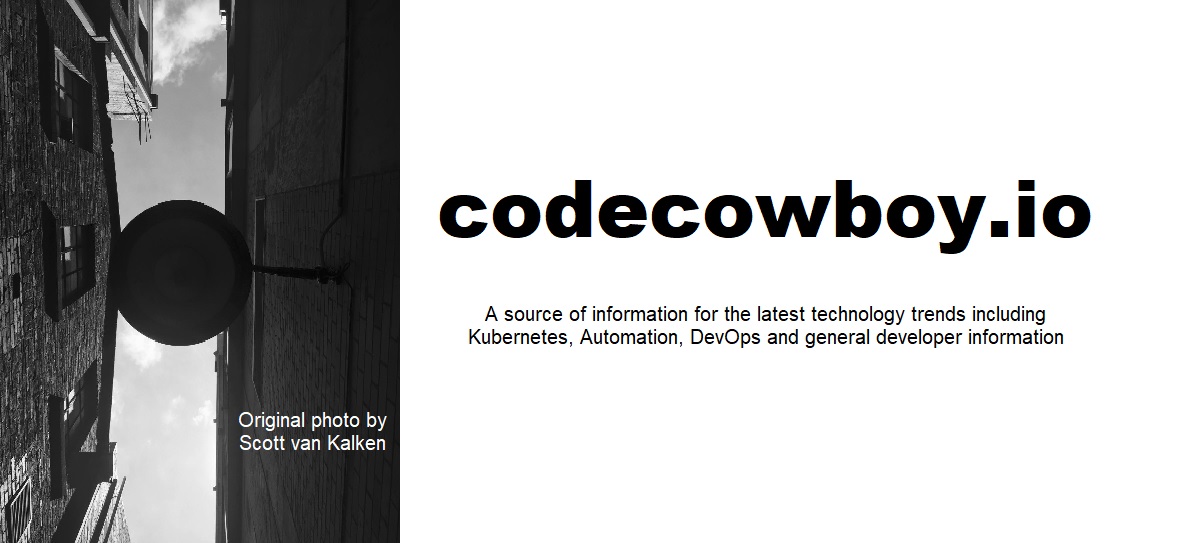 codecowboy.io
A source of information for the latest technology trends including
Kubernetes, Automation, DevOps and general developer information
Original photo by
Scott van Kalken